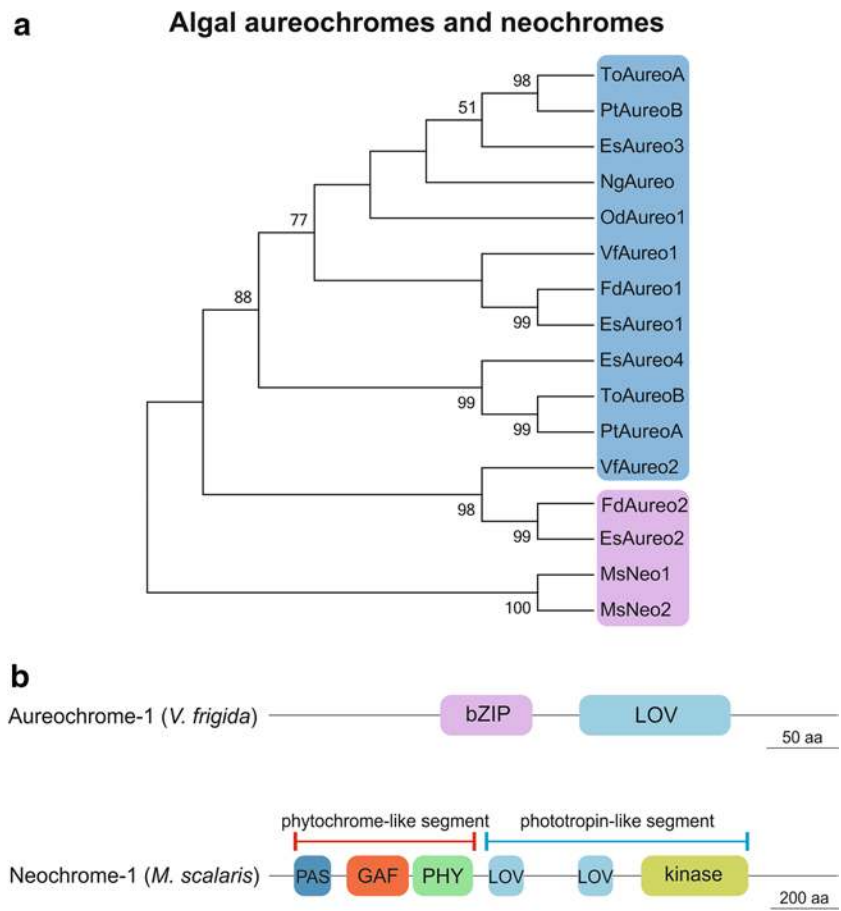 a
Algal aureochromes and neochromes
98
ToAureoA
51
PtAureoB
EsAureo3
NgAureo
77
OdAureo1
VfAureo1
88
FdAureo1
99
EsAureo1
EsAureo4
99
ToAureoB
99
PtAureoA
VfAureo2
98
FdAureo2
99
EsAureo2
MsNeo1
100
MsNeo2
b
Aureochrome-1 (V. frigida)
bZIP
LOV
50 aa
phytochrome-like segment
phototropin-like segment
Neochrome-1 (M. scalaris)
PAS
GAF
PHY
LOV
LOV
kinase
200 aa